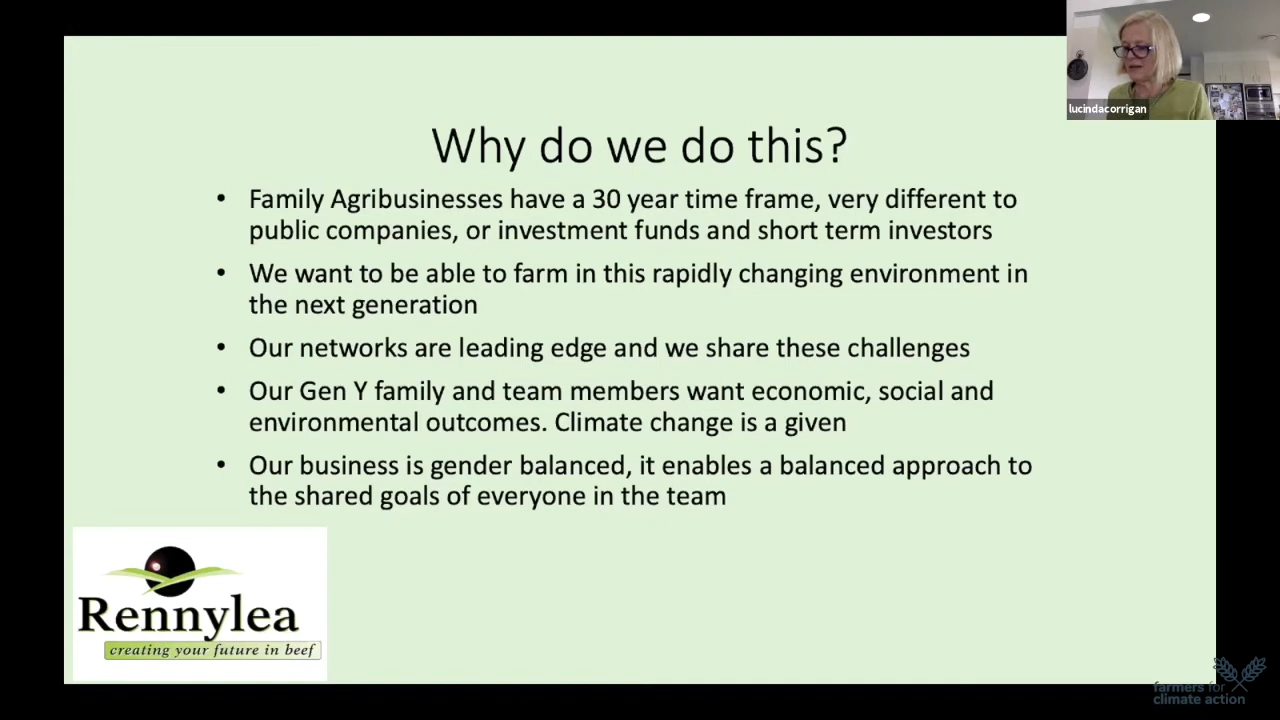 lucindacorrigan
Why do we do this?
• Family Agribusinesses have a 30 year time frame, very different to
public companies, or investment funds and short term investors
• We want to be able to farm in this rapidly changing environment in
the next generation
• Our networks are leading edge and we share these challenges
• Our Gen Y family and team members want economic, social and
environmental outcomes. Climate change is a given
• Our business is gender balanced, it enables a balanced approach to
the shared goals of everyone in the team
Rennylea
creating your future in beef
farmers for
climate action